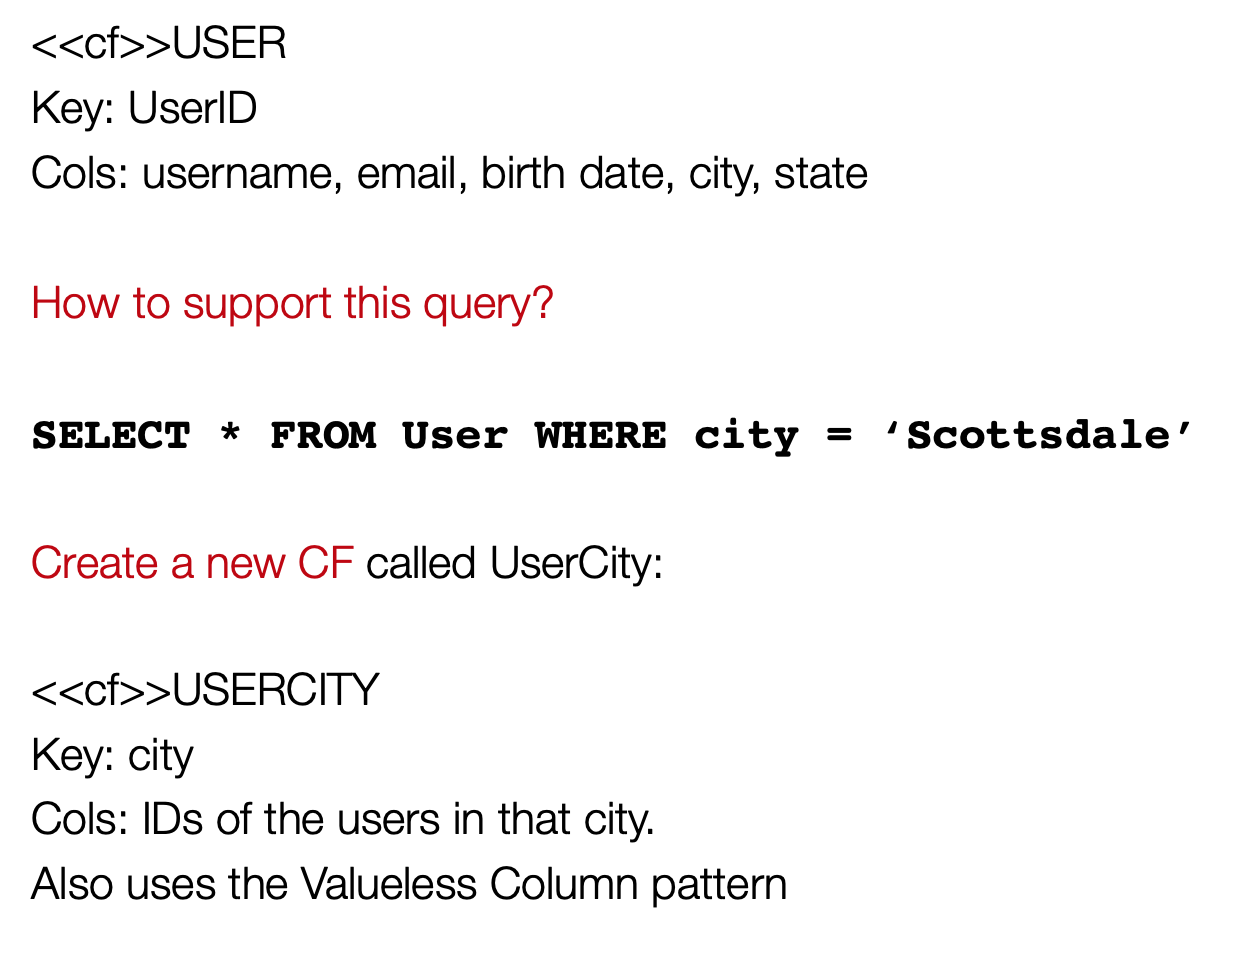 <<cf>>USER
Key: UserID
Cols: username, email, birth date, city, state
How to support this query?
SELECT * FROM User WHERE city = ‘Scottsdale’
Create a new CF called UserCity:
<<cf>>USERCITY
Key: city
Cols: IDs of the users in that city.
Also uses the Valueless Column pattern